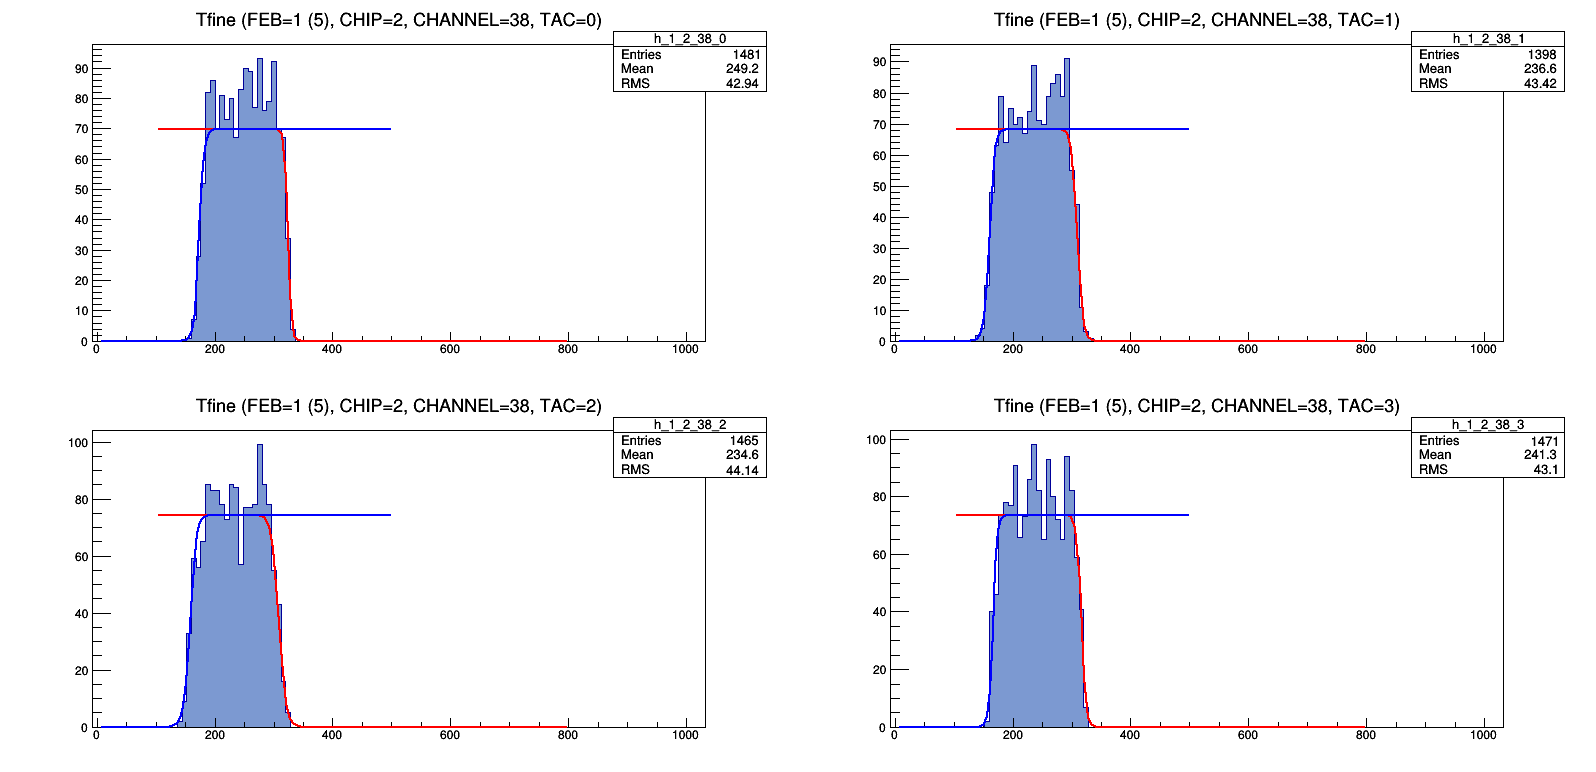 Tfine (FEB=1 (5), CHIP=2, CHANNEL=38, TAC=0)
h_1_2_38_0
Entries 1481
Mean 249.2
RMS 42.94
90
80
70
60
50
40
30
20
10
0
0 200 400 600 800 1000
Tfine (FEB=1 (5), CHIP=2, CHANNEL=38, TAC=1)
h_1_2_38_1
Entries 1398
Mean 236.6
RMS 43.42
90
80
70
60
50
40
30
20
10
0
0 200 400 600 800 1000
Tfine (FEB=1 (5), CHIP=2, CHANNEL=38, TAC=2)
h_1_2_38_2
Entries 1465
Mean 234.6
RMS 44.14
100
80
60
40
20
0
0 200 400 600 800 1000
Tfine (FEB=1 (5), CHIP=2, CHANNEL=38, TAC=3)
h_1_2_38_3
Entries 1471
Mean 241.3
RMS 43.1
100
80
60
40
20
0
0 200 400 600 800 1000